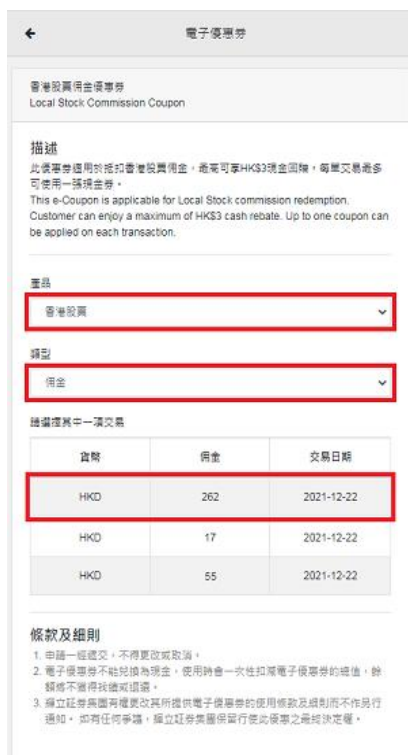 電子優惠券
香港股票佣金優惠券
Local Stock Commission Coupon
描述
此優惠券適用於抵扣香港股票佣金，最高可享HK$3現金回贈，每單交易最多
可使用一張現金券。
This e-Coupon is applicable for Local Stock commission redemption.
Customer can enjoy a maximum of HK$3 cash rebate. Up to one coupon can
be applied on each transaction.
產品
香港股票
類型
佣金
請選擇其中一項交易
貨幣 佣金 交易日期
HKD 262 2021-12-22
HKD 17 2021-12-22
HKD 55 2021-12-22
條款及細則
1. 申請一經遞交，不得更改或取消。
2. 電子優惠券不能兌換為現金，使用時會一次性扣減電子優惠券的總值，餘
額將不獲得找續或退還。
3. 輝立証券集團有權更改其所提供電子優惠券的使用條款及細則而不作另行
通知。如有任何爭議，輝立証券集團保留行使此優惠之最終決定權。